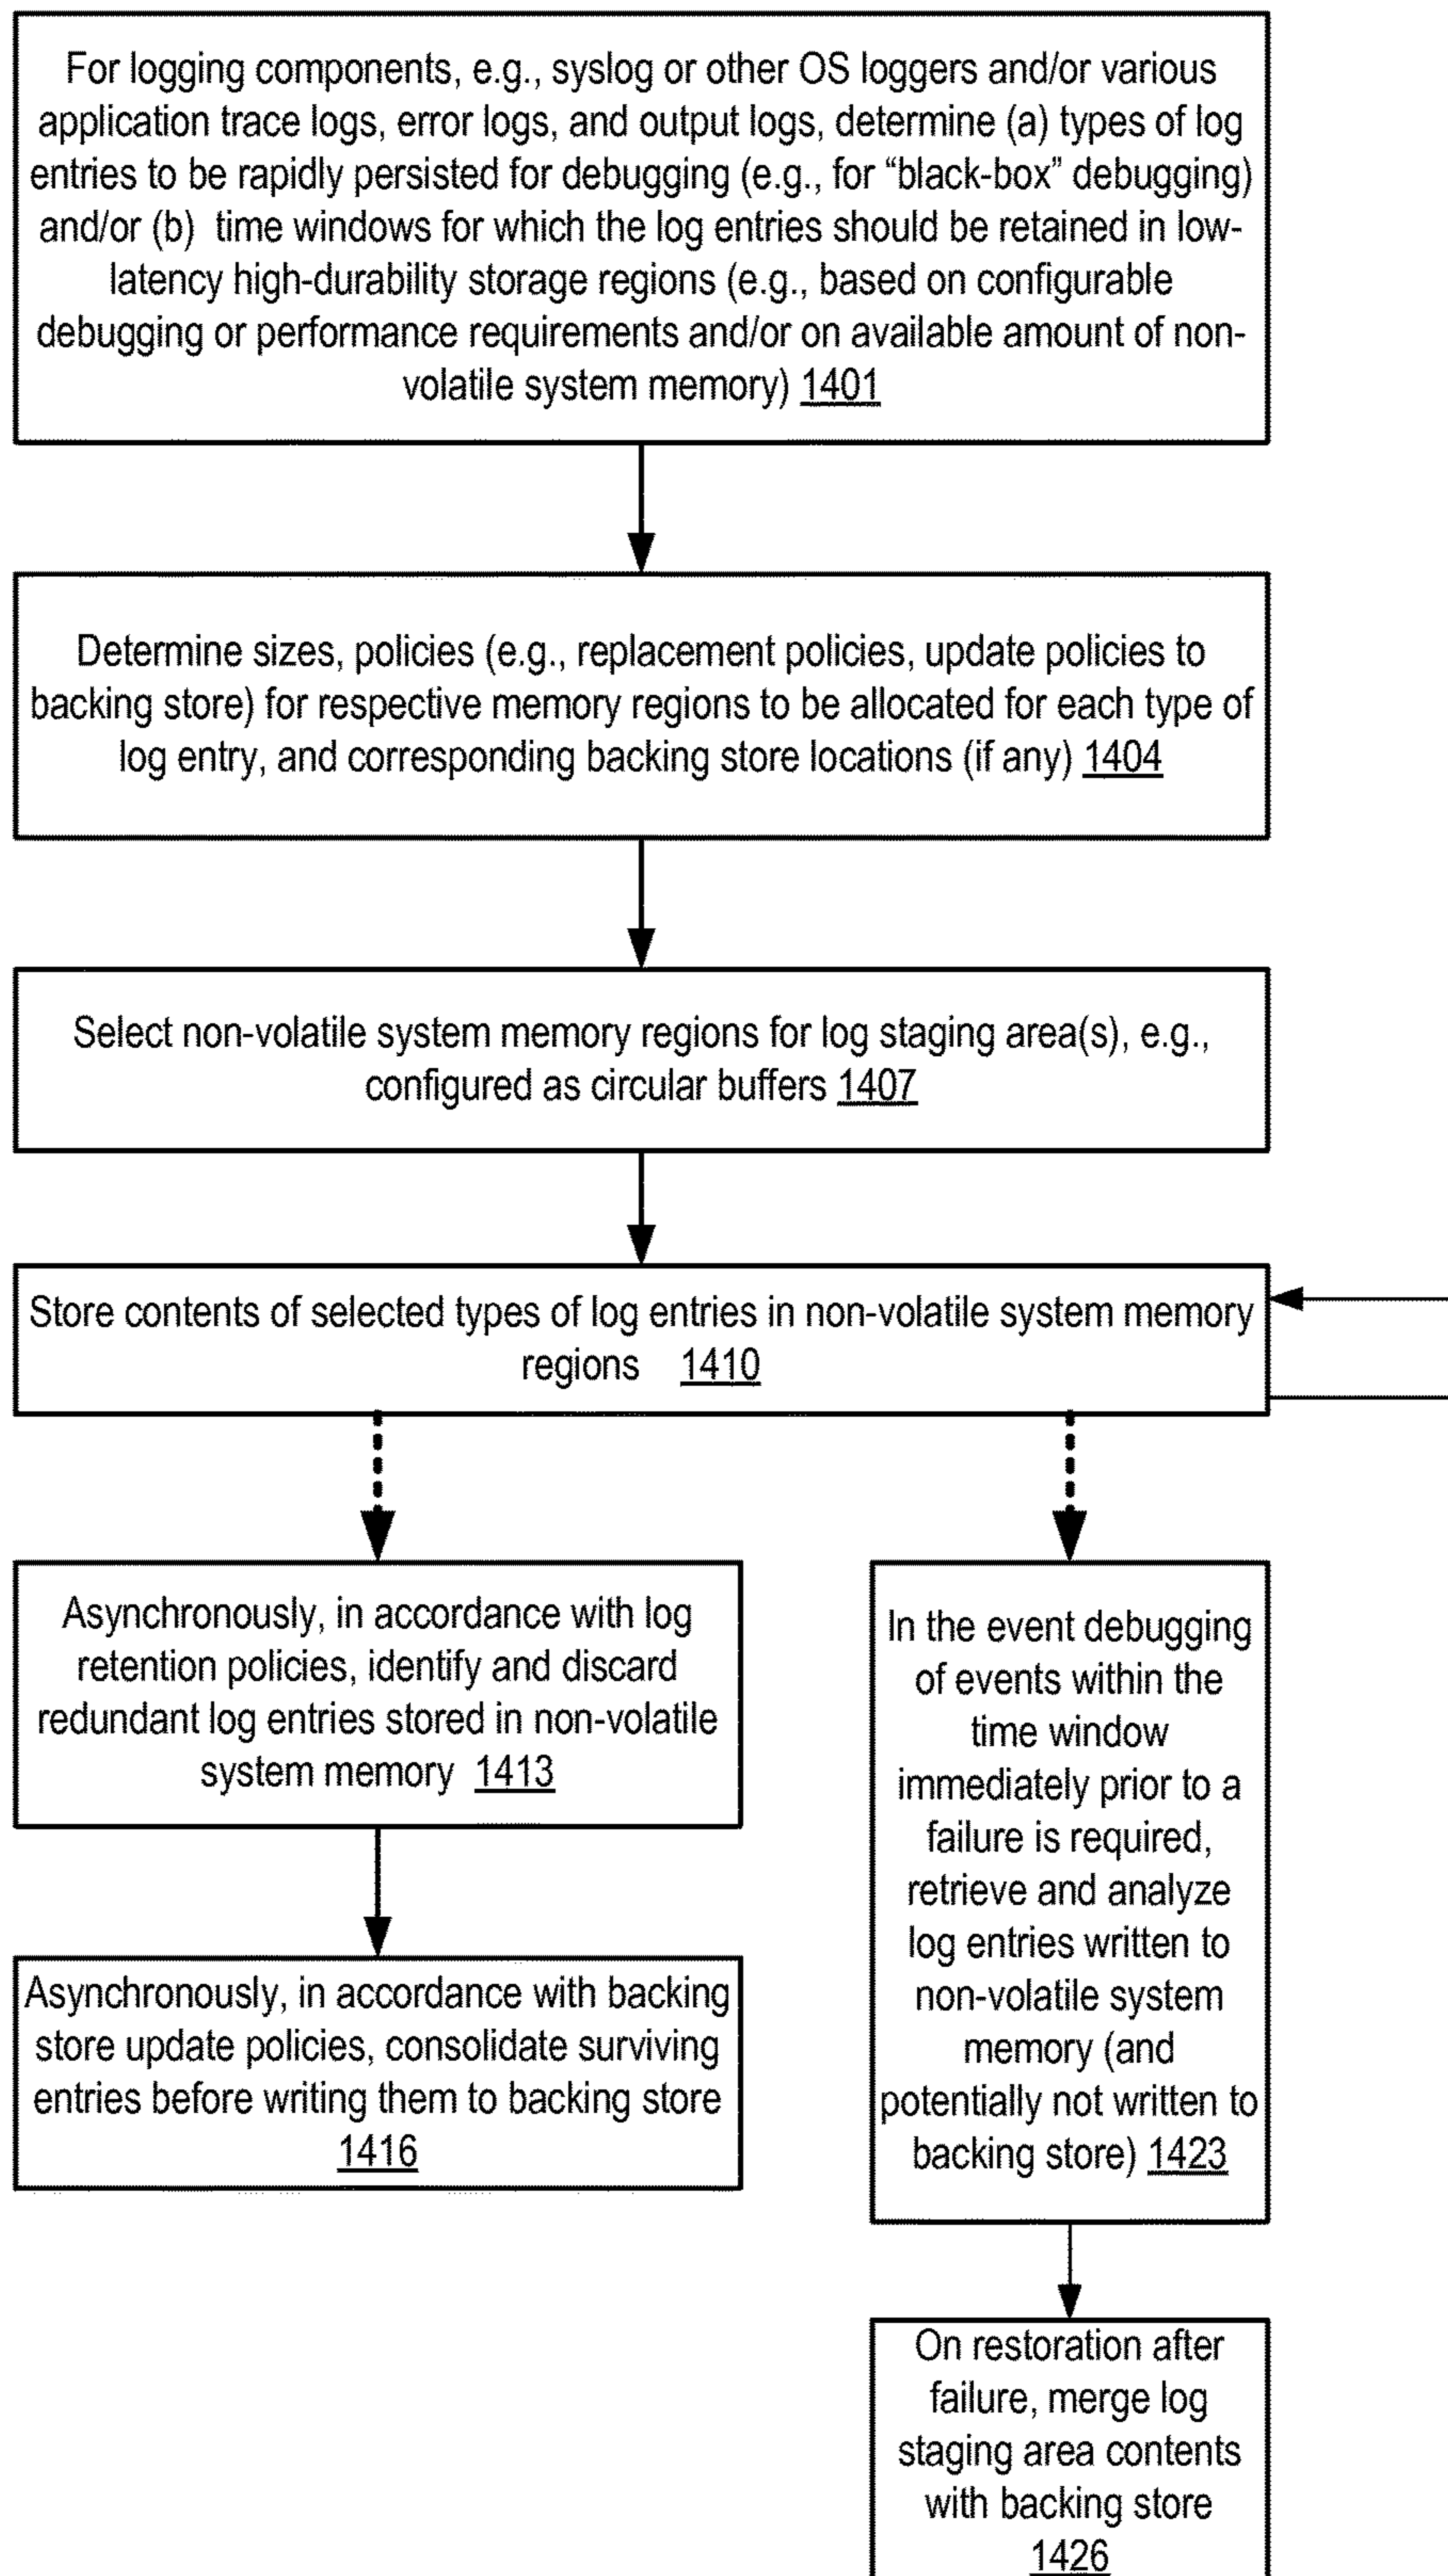 For logging components, e.g., syslog or other OS loggers and/or various
application trace logs, error logs, and output logs, determine (a) types of log
entries to be rapidly persisted for debugging (e.g., for “black-box” debugging)
and/or (b) time windows for which the log entries should be retained in low-
latency high-durability storage regions (e.g., based on configurable
debugging or performance requirements and/or on available amount of non-
volatile system memory) 1401
Determine sizes, policies (e.g., replacement policies, update policies to
backing store) for respective memory regions to be allocated for each type of
log entry, and corresponding backing store locations (if any) 1404
Select non-volatile system memory regions for log staging area(s), e.g.,
configured as circular buffers 1407
Store contents of selected types of log entries in non-volatile system memory
regions 1410
Asynchronously, in accordance with log
retention policies, identify and discard
redundant log entries stored in non-volatile
system memory 1413
Asynchronously, in accordance with backing
store update policies, consolidate surviving
entries before writing them to backing store
1416
In the event debugging
of events within the
time window
immediately prior to a
failure is required,
retrieve and analyze
log entries written to
non-volatile system
memory (and
potentially not written to
backing store) 1423
On restoration after
failure, merge log
staging area contents
with backing store
1426